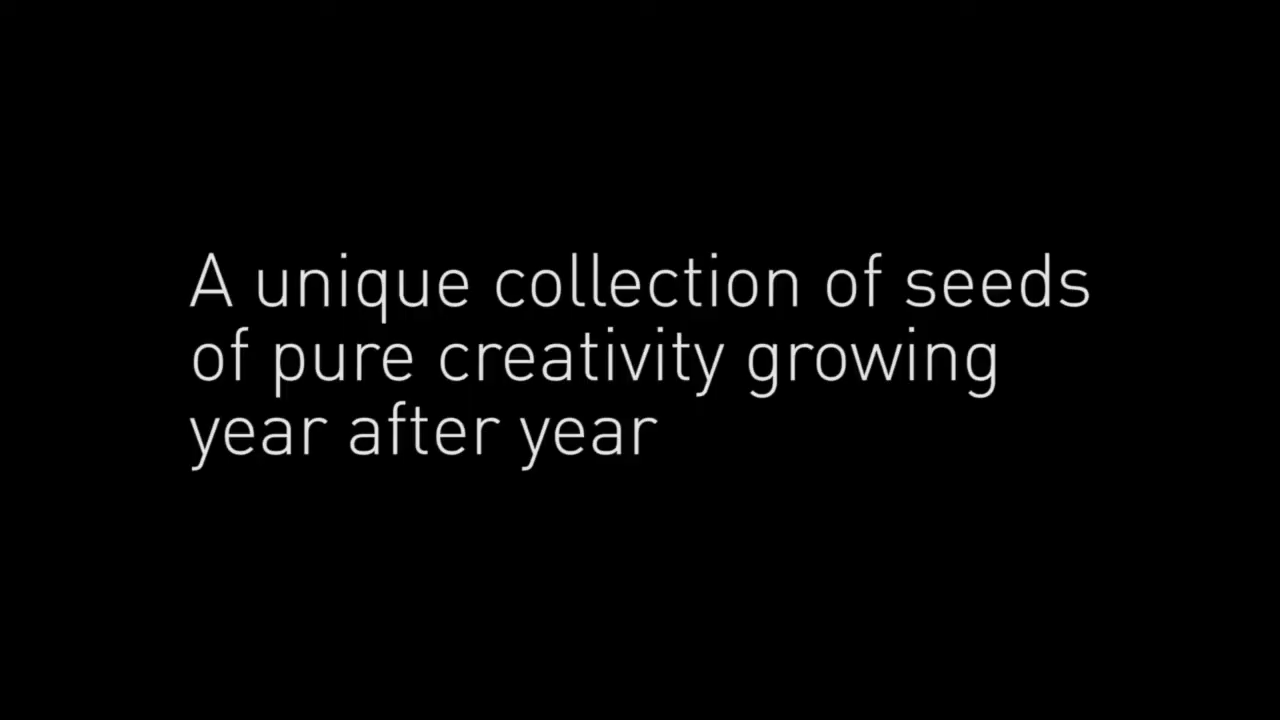 A unique collection of seeds
of pure creativity growing
year after year